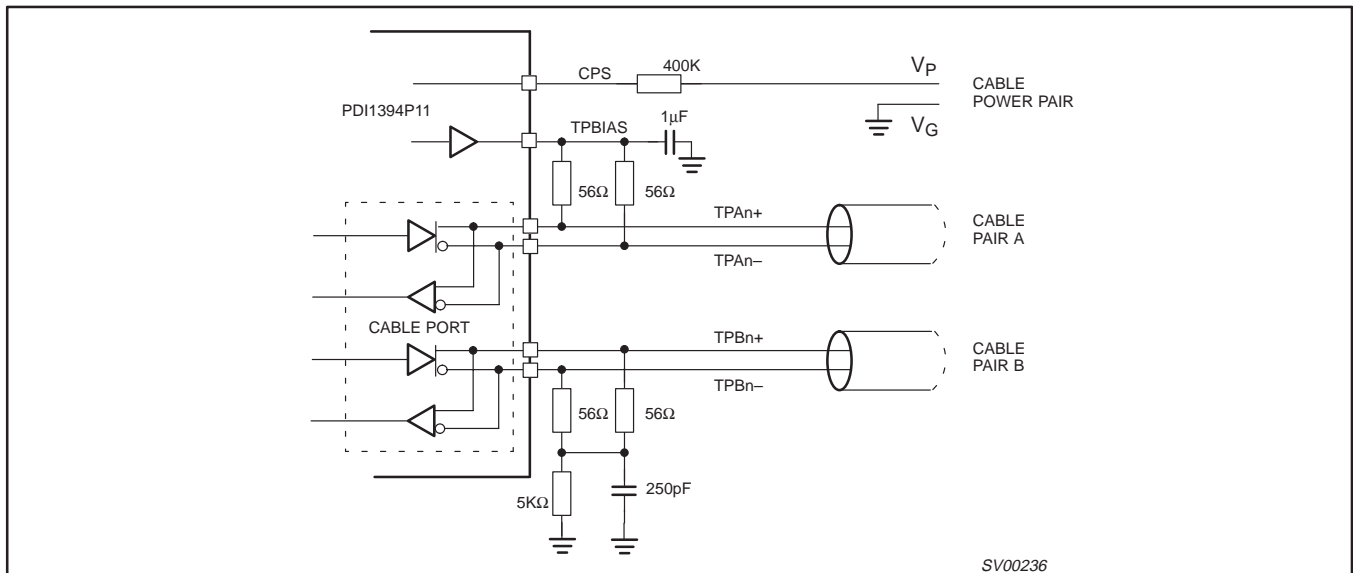 CPS
400K
VP
CABLE
POWER PAIR
PDI1394P11
TPBIAS
1µF
VG
56Ω
56Ω
TPAn+
CABLE
PAIR A
TPAn–
CABLE PORT
TPBn+
CABLE
PAIR B
TPBn–
56Ω
56Ω
5KΩ
250pF
SV00236